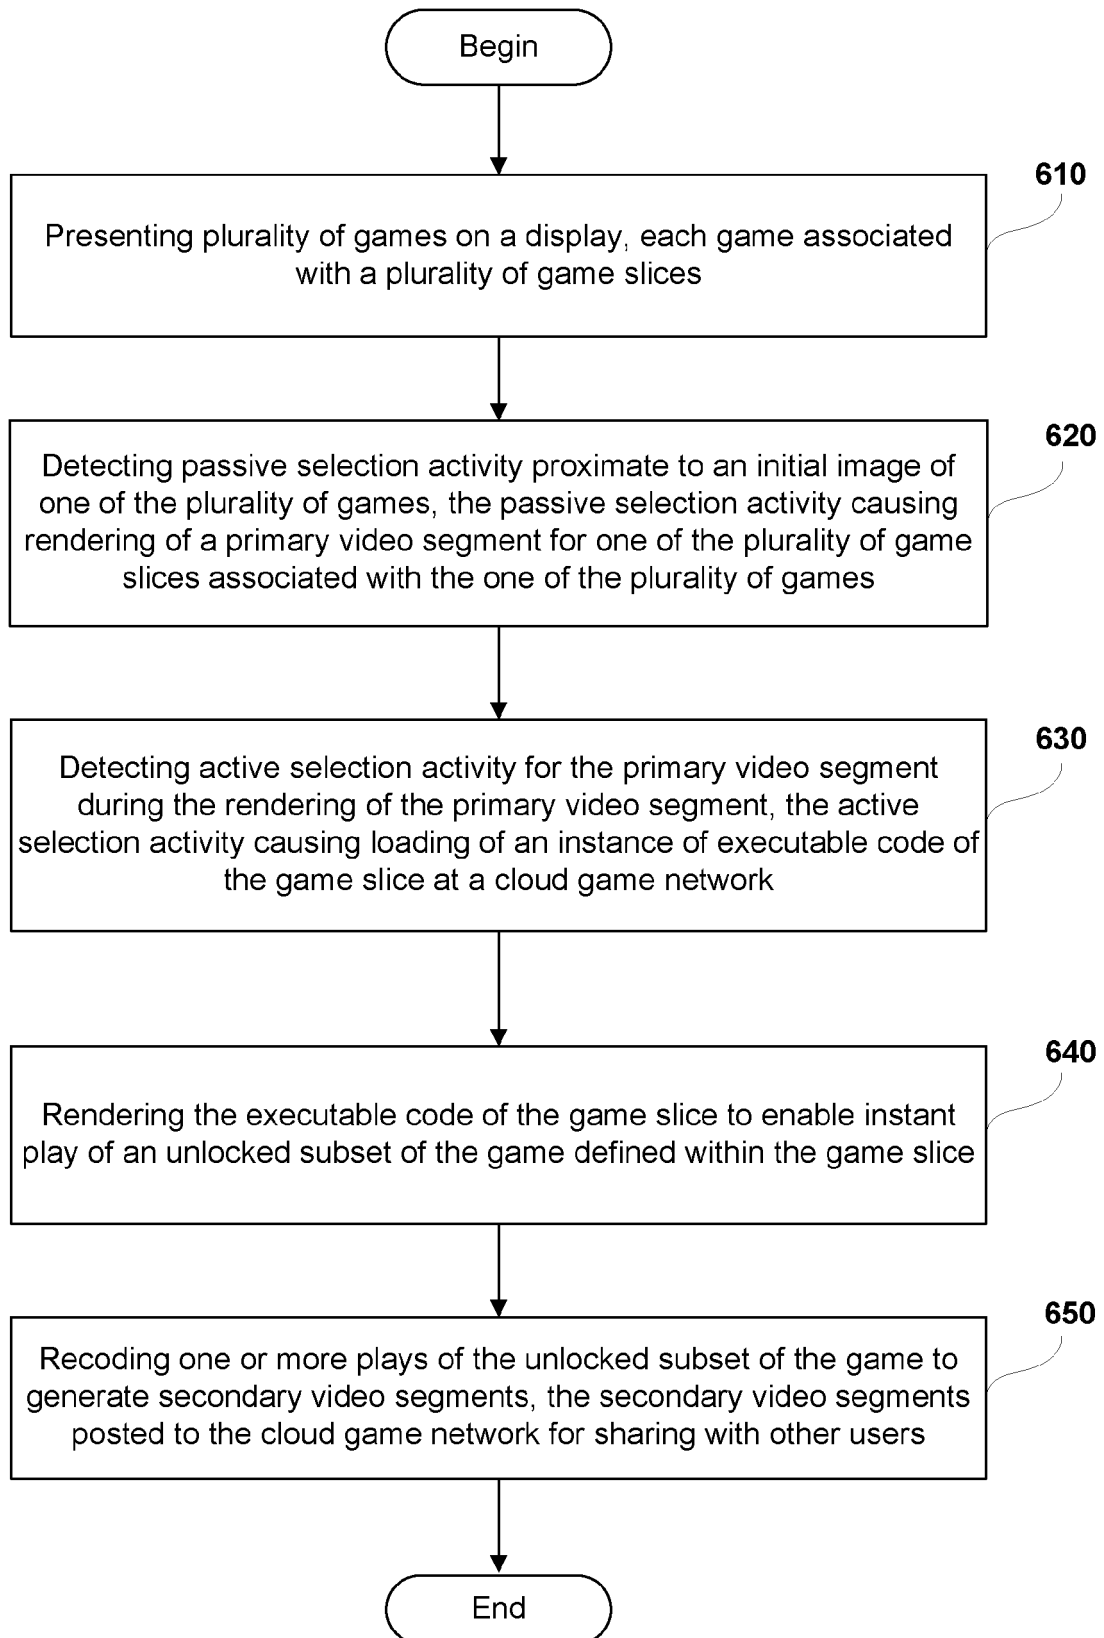 Begin
610
Presenting plurality of games on a display, each game associated
with a plurality of game slices
620
Detecting passive selection activity proximate to an initial image of
one of the plurality of games, the passive selection activity causing
rendering of a primary video segment for one of the plurality of game
slices associated with the one of the plurality of games
630
Detecting active selection activity for the primary video segment
during the rendering of the primary video segment, the active
selection activity causing loading of an instance of executable code of
the game slice at a cloud game network
640
Rendering the executable code of the game slice to enable instant
play of an unlocked subset of the game defined within the game slice
650
Recoding one or more plays of the unlocked subset of the game to
generate secondary video segments, the secondary video segments
posted to the cloud game network for sharing with other users
End